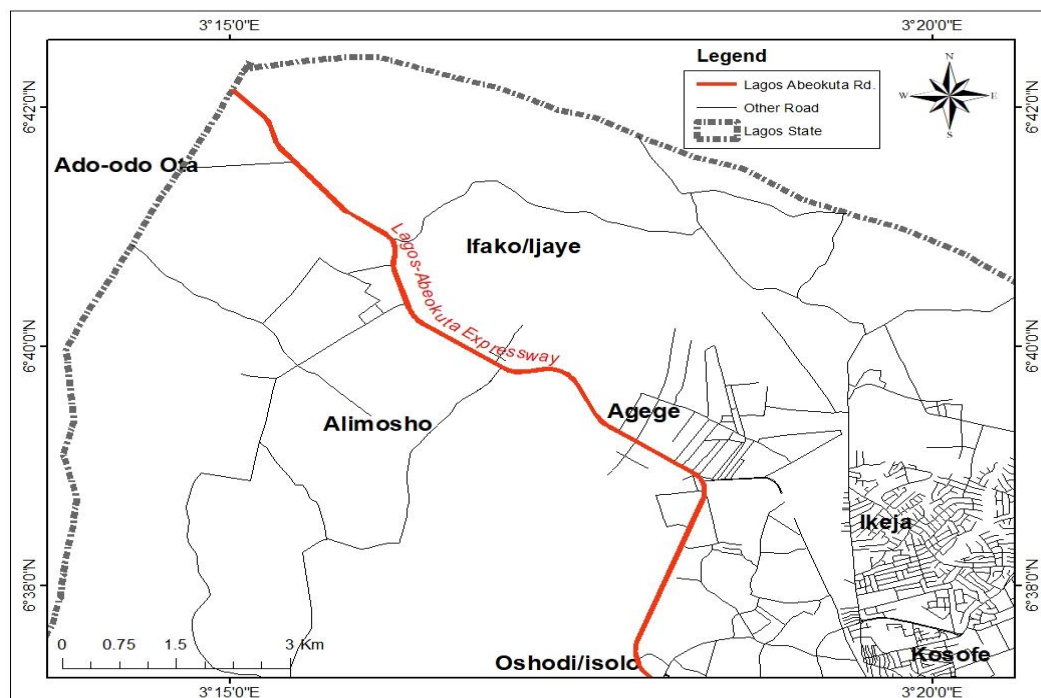 3°15'0"E
3°20'0"E
Legend
Lagos Abeokuta Rd.
Other Road
Lagos State
N
W
E
S
6°42'0"N
6°42'0"N
Ado-odo Ota
Ifako/Ijaye
Lagos-Abeokuta Expressway
6°40'0"N
6°40'0"N
Alimosho
Agege
Ikeja
6°38'0"N
6°38'0"N
0 0.75 1.5 3 Km
Oshodi/isolo
Kosofe
3°15'0"E
3°20'0"E